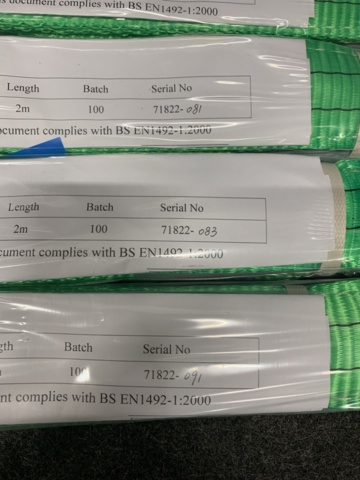 document complies with BS EN1492-1:2000
Length Batch Serial No
2m 100 71822-081
ocument complies with BS EN1492-1:2000
Length Batch Serial No
2m 100 71822-083
cument complies with BS EN1492-1:2000
gth Batch Serial No
100 71822-091
nt complies with BS EN1492-1:2000